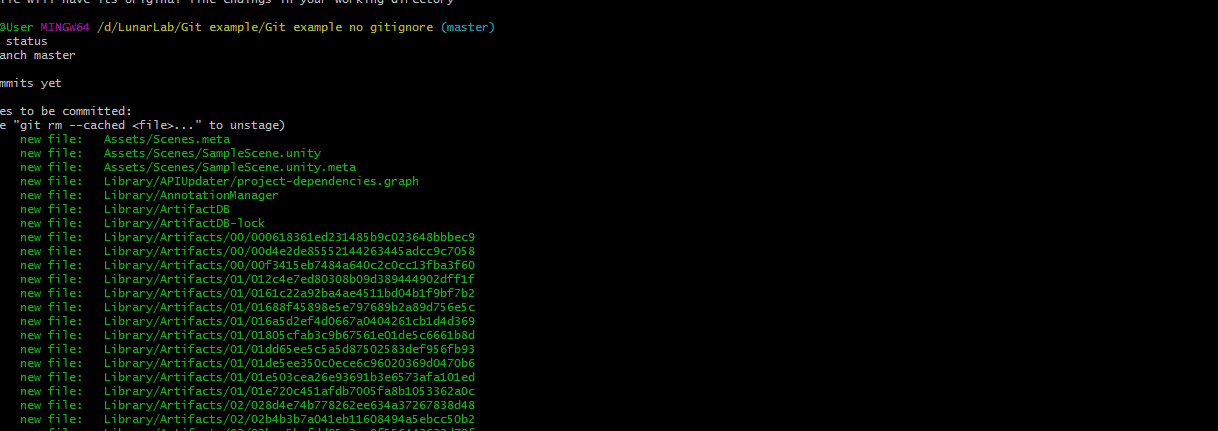 will have its original line endings in your working directory
@User MINGW64 /d/LunarLab/Git example/Git example no gitignore (master)
status
anch master
mmits yet
es to be committed:
e "git rm --cached <file>..." to unstage)
new file:   Assets/Scenes.meta
new file:   Assets/Scenes/SampleScene.unity
new file:   Assets/Scenes/SampleScene.unity.meta
new file:   Library/APIUpdater/project-dependencies.graph
new file:   Library/AnnotationManager
new file:   Library/ArtifactDB
new file:   Library/ArtifactDB-lock
new file:   Library/Artifacts/00/000618361ed231485b9c023648bbbec9
new file:   Library/Artifacts/00/00d4e2de85552144263445adcc9c7058
new file:   Library/Artifacts/00/00f3415eb7484a640c2c0cc13fba3f60
new file:   Library/Artifacts/01/012c4e7ed80308b09d389444902dff1f
new file:   Library/Artifacts/01/0161c22a92ba4ae4511bd04b1f9bf7b2
new file:   Library/Artifacts/01/01688f45898e5e797689b2a89d756e5c
new file:   Library/Artifacts/01/016a5d2ef4d0667a0404261cb1d4d369
new file:   Library/Artifacts/01/01805cfab3c9b67561e01de5c6661b8d
new file:   Library/Artifacts/01/01dd65ee5c5a5d87502583def956fb93
new file:   Library/Artifacts/01/01de5ee350c0ece6c96020369d0470b6
new file:   Library/Artifacts/01/01e503cea26e93691b3e6573afa101ed
new file:   Library/Artifacts/01/01e720c451afdb7005fa8b1053362a0c
new file:   Library/Artifacts/02/028d4e74b778262ee634a37267838d48
new file:   Library/Artifacts/02/02b4b3b7a041eb11608494a5ebcc50b2